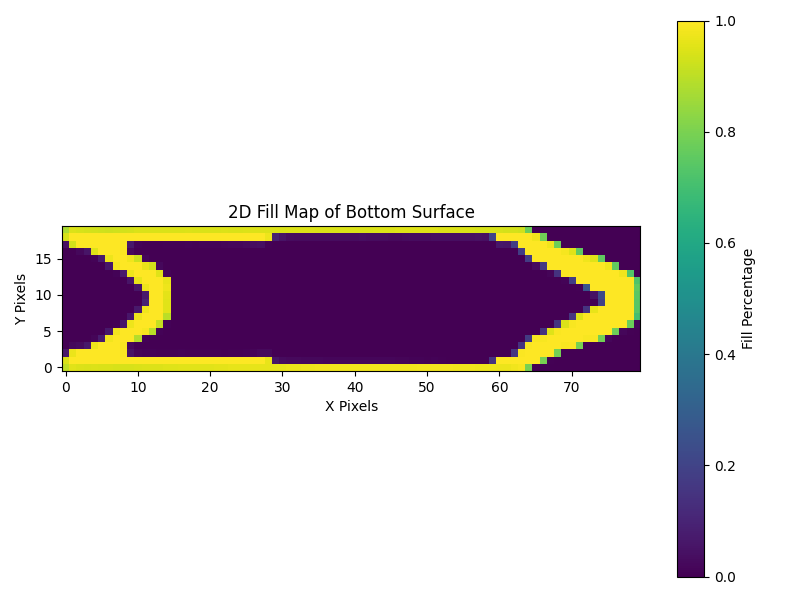 2D Fill Map of Bottom Surface
15
10
5
0
Y Pixels
0 10 20 30 40 50 60 70
X Pixels
1.0
0.8
0.6
0.4
0.2
0.0
Fill Percentage